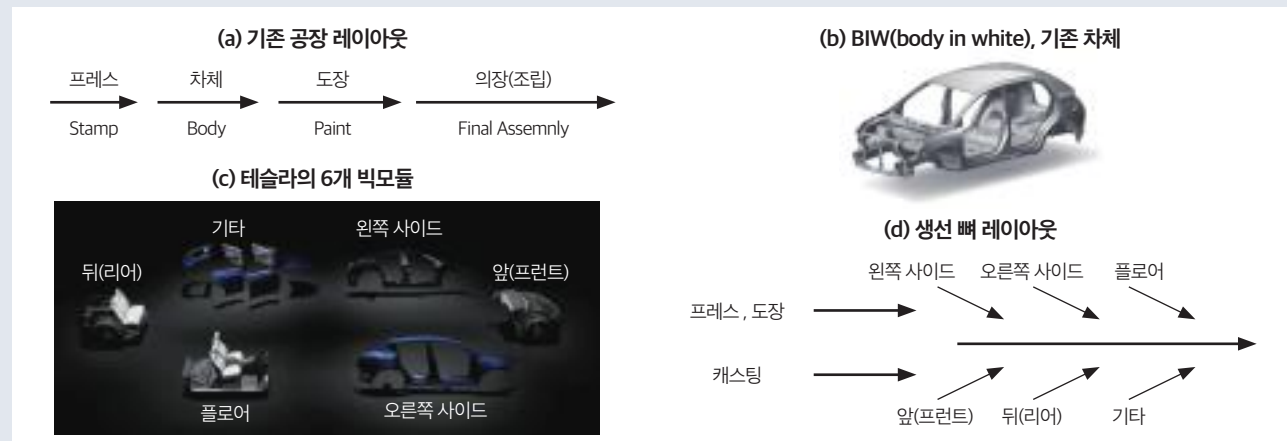 (a) 기존 공장 레이아웃
프레스 차체 도장 의장(조립)
Stamp Body Paint Final Assemnly
(b) BIW(body in white), 기존 차체
(c) 테슬라의 6개 빅모듈
기타 왼쪽 사이드
뒤(리어) 앞(프런트)
플로어 오른쪽 사이드
(d) 생선 뼈 레이아웃
왼쪽 사이드 오른쪽 사이드 플로어
프레스 , 도장
캐스팅
앞(프런트) 뒤(리어) 기타